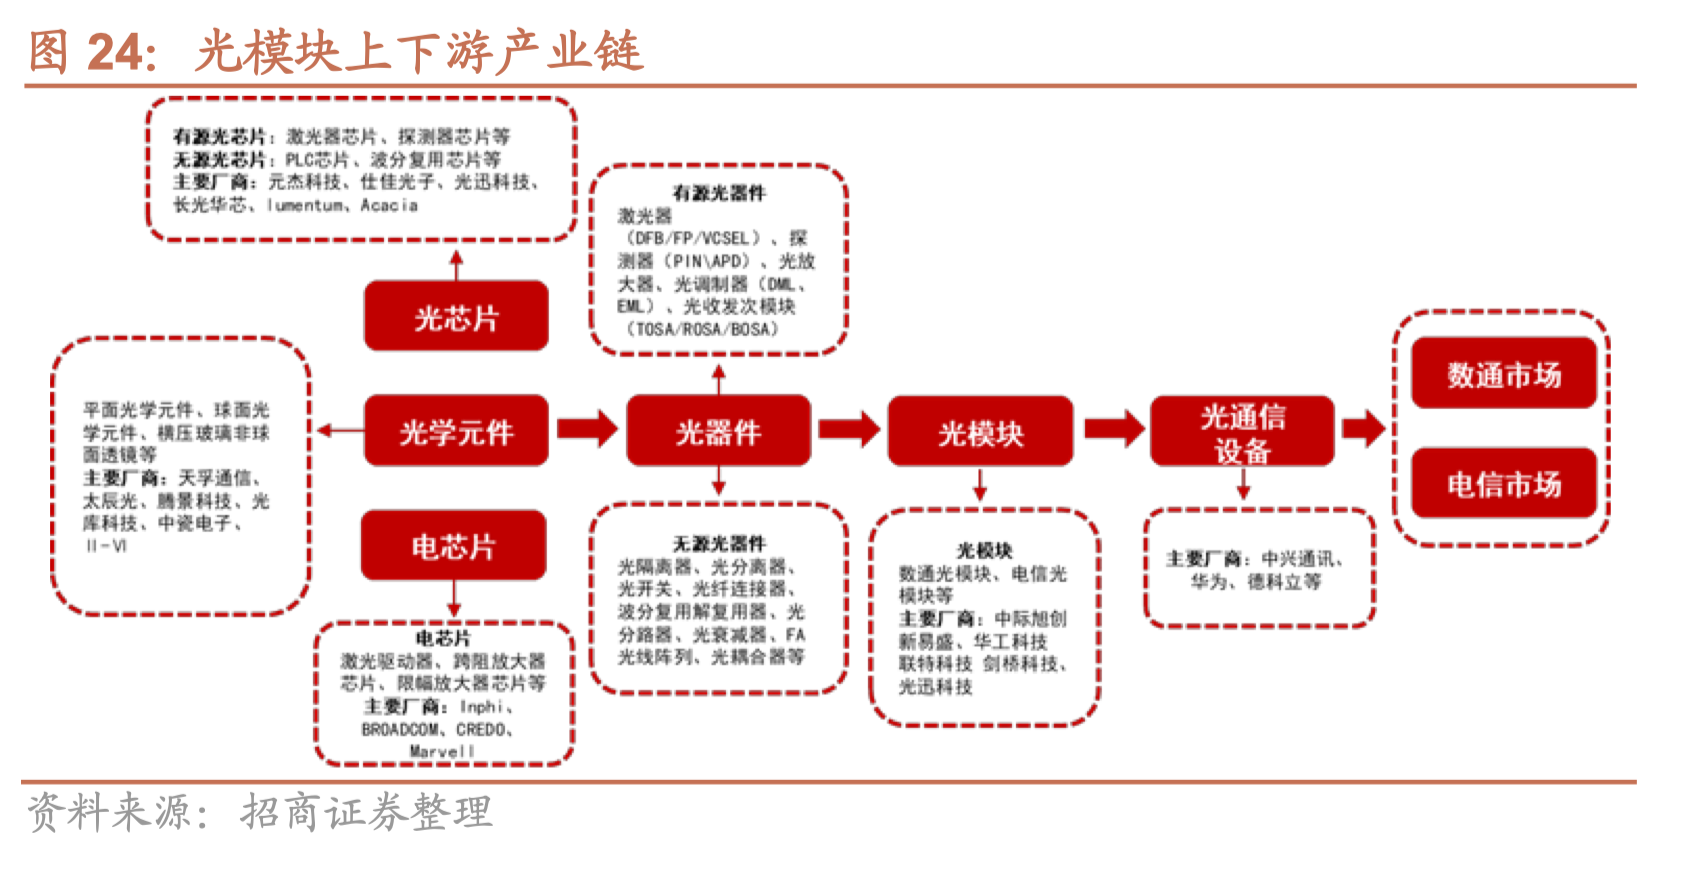 图 24：光模块上下游产业链
有源光芯片：激光器芯片、探测器芯片等
无源光芯片：PLC芯片、波分复用芯片等
主要厂商：元杰科技、仕佳光子、光迅科技、
长光华芯、lumentum、Acacia
光芯片
平面光学元件、球面光
学元件、模压玻璃非球
面透镜等
主要厂商：天孚通信、
太辰光、腾景科技、光
库科技、中瓷电子、
II-VI
光学元件
电芯片
电芯片
激光驱动器、跨阻放大器
芯片、限幅放大器芯片等
主要厂商：Inphi、
BROADCOM、CREDO、
Marvell
有源光器件
激光器
（DFB/FP/VCSEL）、探
测器（PIN\APD）、光放
大器、光调制器（DML、
EML）、光收发次模块
（TOSA/ROSA/BOSA）
光器件
无源光器件
光隔离器、光分离器、
光开关、光纤连接器、
波分复用解复用器、光
分路器、光衰减器、FA
光线阵列、光耦合器等
光模块
光模块
数通光模块、电信光
模块等
主要厂商：中际旭创
新易盛、华工科技
联特科技 剑桥科技、
光迅科技
光通信
设备
主要厂商：中兴通讯、
华为、德科立等
数通市场
电信市场
资料来源：招商证券整理